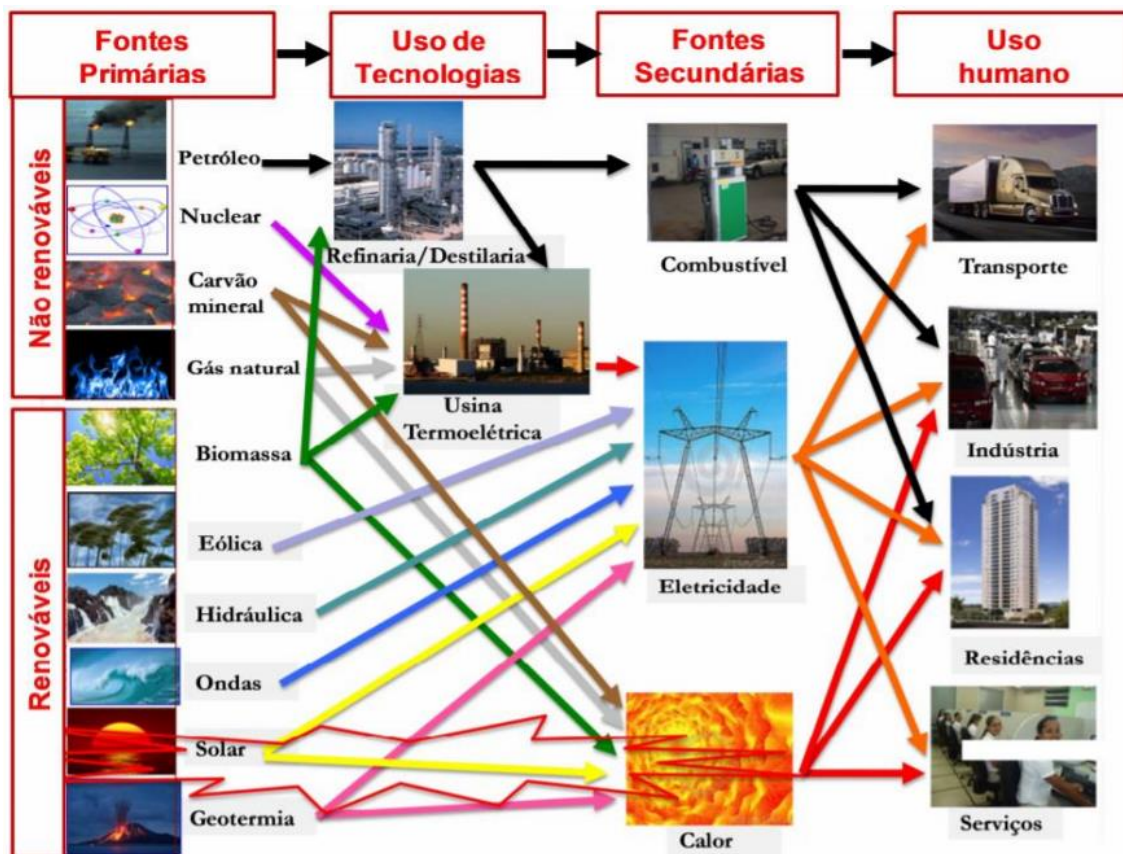 Fontes
Primárias
Uso de
Tecnologias
Fontes
Secundárias
Uso
humano
Não renováveis
Petróleo
Nuclear
Carvão
mineral
Gás natural
Renováveis
Biomassa
Eólica
Hidráulica
Ondas
Solar
Geotermia
Refinaria/Destilaria
Usina
Termoelétrica
Combustível
Eletricidade
Calor
Transporte
Indústria
Residências
Serviços